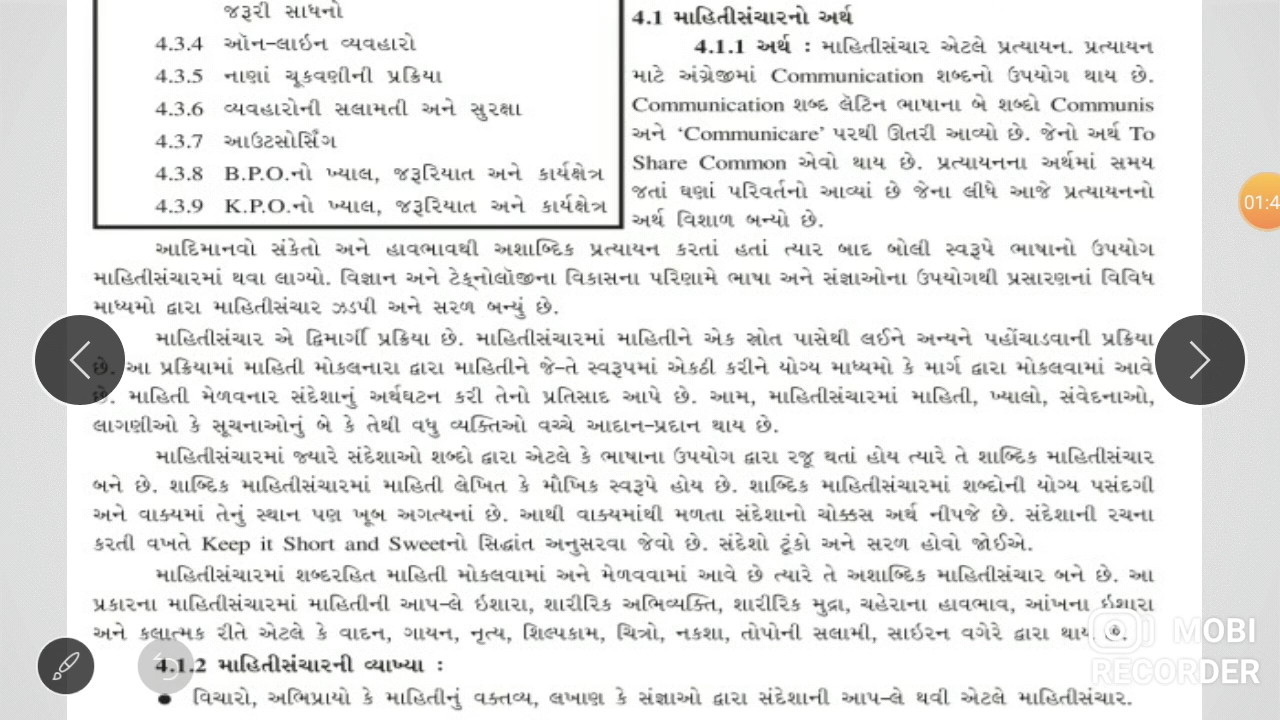 જરૂરી સાધનો
4.3.4 ઑન-લાઇન વ્યવહારો
4.3.5 નાણાં ચૂકવણીની પ્રક્રિયા
4.3.6 વ્યવહારોની સલામતી અને સુરક્ષા
4.3.7 આઉટસોર્સિંગ
4.3.8 B.P.O.નો ખ્યાલ, જરૂરિયાત અને કાર્યક્ષેત્ર
4.3.9 K.P.O.નો ખ્યાલ, જરૂરિયાત અને કાર્યક્ષેત્ર
4.1 માહિતીસંચારનો અર્થ
4.1.1 અર્થ : માહિતીસંચાર એટલે પ્રત્યાયન. પ્રત્યાયન
માટે અંગ્રેજીમાં Communication શબ્દનો ઉપયોગ થાય છે.
Communication શબ્દ લૅટિન ભાષાના બે શબ્દો Communis
અને ‘Communicare’ પરથી ઊતરી આવ્યો છે. જેનો અર્થ To
Share Common એવો થાય છે. પ્રત્યાયનના અર્થમાં સમય
જતાં ઘણાં પરિવર્તનો આવ્યાં છે જેના લીધે આજે પ્રત્યાયનનો
અર્થ વિશાળ બન્યો છે.
આદિમાનવો સંકેતો અને હાવભાવથી અશાબ્દિક પ્રત્યાયન કરતાં હતાં ત્યાર બાદ બોલી સ્વરૂપે ભાષાનો ઉપયોગ
માહિતીસંચારમાં થવા લાગ્યો. વિજ્ઞાન અને ટેક્નોલૉજીના વિકાસના પરિણામે ભાષા અને સંજ્ઞાઓના ઉપયોગથી પ્રસારણનાં વિવિધ
માધ્યમો દ્વારા માહિતીસંચાર ઝડપી અને સરળ બન્યું છે.
માહિતીસંચાર એ દ્વિમાર્ગી પ્રક્રિયા છે. માહિતીસંચારમાં માહિતીને એક સ્રોત પાસેથી લઈને અન્યને પહોંચાડવાની પ્રક્રિયા
છે. આ પ્રક્રિયામાં માહિતી મોકલનારા દ્વારા માહિતીને જે-તે સ્વરૂપમાં એકઠી કરીને યોગ્ય માધ્યમો કે માર્ગ દ્વારા મોકલવામાં આવે
છે. માહિતી મેળવનાર સંદેશાનું અર્થઘટન કરી તેનો પ્રતિસાદ આપે છે. આમ, માહિતીસંચારમાં માહિતી, ખ્યાલો, સંવેદનાઓ,
લાગણીઓ કે સૂચનાઓનું બે કે તેથી વધુ વ્યક્તિઓ વચ્ચે આદાન-પ્રદાન થાય છે.
માહિતીસંચારમાં જ્યારે સંદેશાઓ શબ્દો દ્વારા એટલે કે ભાષાના ઉપયોગ દ્વારા રજૂ થતાં હોય ત્યારે તે શાબ્દિક માહિતીસંચાર
બને છે. શાબ્દિક માહિતીસંચારમાં માહિતી લેખિત કે મૌખિક સ્વરૂપે હોય છે. શાબ્દિક માહિતીસંચારમાં શબ્દોની યોગ્ય પસંદગી
અને વાક્યમાં તેનું સ્થાન પણ ખૂબ અગત્યનાં છે. આથી વાક્યમાંથી મળતા સંદેશાનો ચોક્કસ અર્થ નીપજે છે. સંદેશાની રચના
કરતી વખતે Keep it Short and Sweetનો સિદ્ધાંત અનુસરવા જેવો છે. સંદેશો ટૂંકો અને સરળ હોવો જોઈએ.
માહિતીસંચારમાં શબ્દરહિત માહિતી મોકલવામાં અને મેળવવામાં આવે છે ત્યારે તે અશાબ્દિક માહિતીસંચાર બને છે. આ
પ્રકારના માહિતીસંચારમાં માહિતીની આપ-લે ઇશારા, શારીરિક અભિવ્યક્તિ, શારીરિક મુદ્રા, ચહેરાના હાવભાવ, આંખના ઇશારા
અને કલાત્મક રીતે એટલે કે વાદન, ગાયન, નૃત્ય, શિલ્પકામ, ચિત્રો, નકશા, તોપોની સલામી, સાઇરન વગેરે દ્વારા થાય છે.
4.1.2 માહિતીસંચારની વ્યાખ્યા :
● વિચારો, અભિપ્રાયો કે માહિતીનું વક્તવ્ય, લખાણ કે સંજ્ઞાઓ દ્વારા સંદેશાની આપ-લે થવી એટલે માહિતીસંચાર.
01:4
MOBI
RECORDER